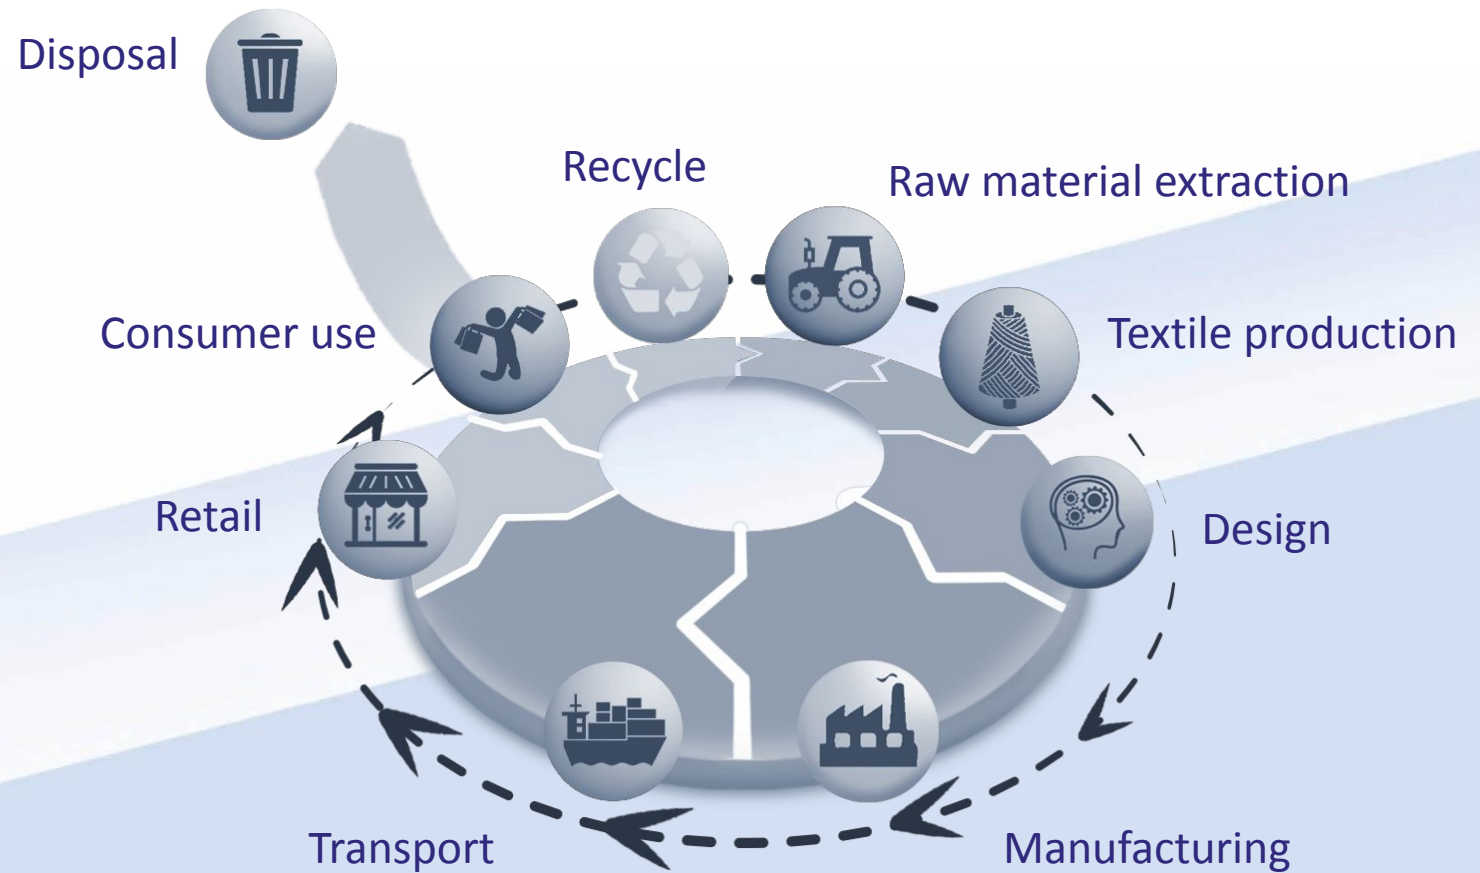 Disposal
Recycle
Raw material extraction
Consumer use
Textile production
Retail
Design
Transport
Manufacturing